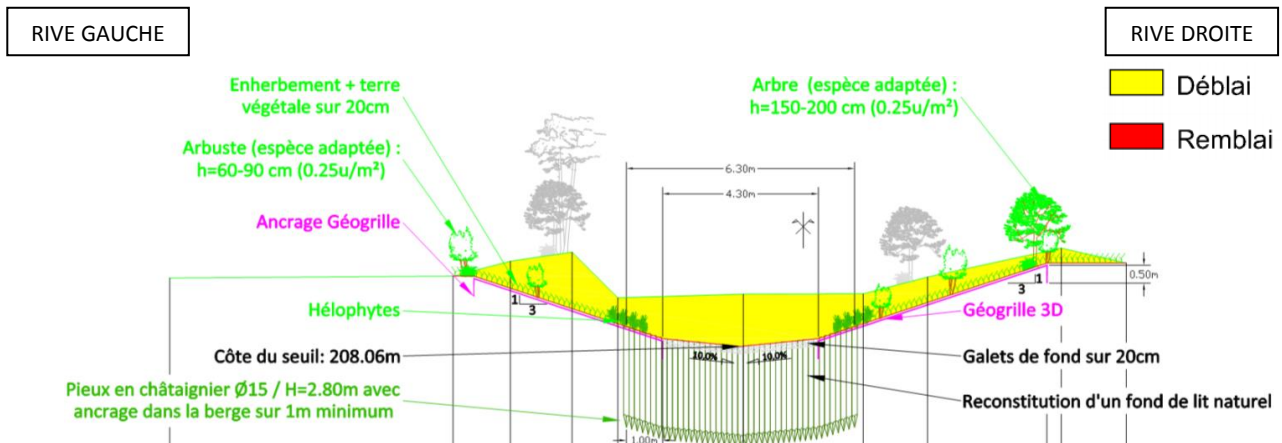 RIVE GAUCHE
RIVE DROITE
Déblai
Remblai
Enherbement + terre
végétale sur 20cm
Arbre (espèce adaptée) :
h=150-200 cm (0.25u/m²)
Arbuste (espèce adaptée) :
h=60-90 cm (0.25u/m²)
6.30m
4.30m
Ancrage Géogrille
0.50m
1
3
3
1
Hélophytes
Géogrille 3D
Côte du seuil: 208.06m
10,0%
10,0%
Galets de fond sur 20cm
Pieux en châtaignier Ø15 / H=2.80m avec
ancrage dans la berge sur 1m minimum
Reconstitution d'un fond de lit naturel
1.00m